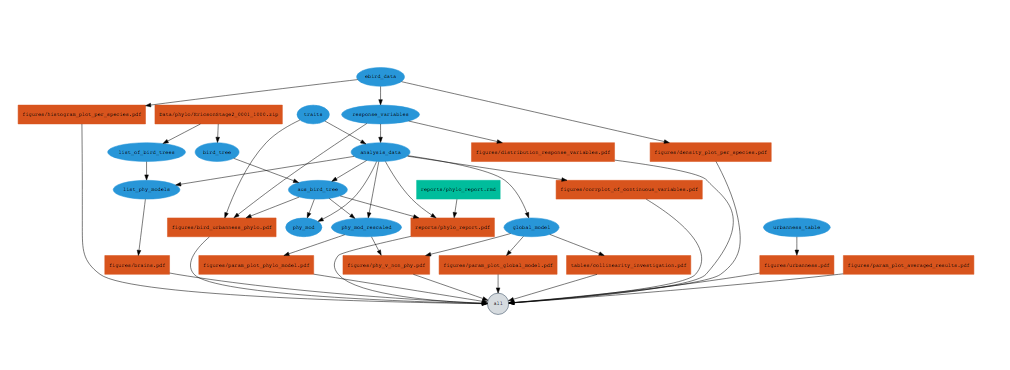 ebird_data
figures/histogram_plot_per_species.pdf
Data/phylo/EricsonStage2_0001_1000.zip
traits
response_variables
list_of_bird_trees
bird_tree
analysis_data
figures/distribution_response_variables.pdf
figures/density_plot_per_species.pdf
list_phy_models
aus_bird_tree
reports/phylo_report.Rmd
figures/corrplot_of_continuous_variables.pdf
figures/bird_urbanness_phylo.pdf
phy_mod
phy_mod_rescaled
reports/phylo_report.pdf
global_model
urbanness_table
figures/brains.pdf
figures/param_plot_phylo_model.pdf
figures/phy_v_non_phy.pdf
figures/param_plot_global_model.pdf
tables/collinearity_investigation.pdf
figures/urbanness.pdf
figures/param_plot_averaged_results.pdf
all